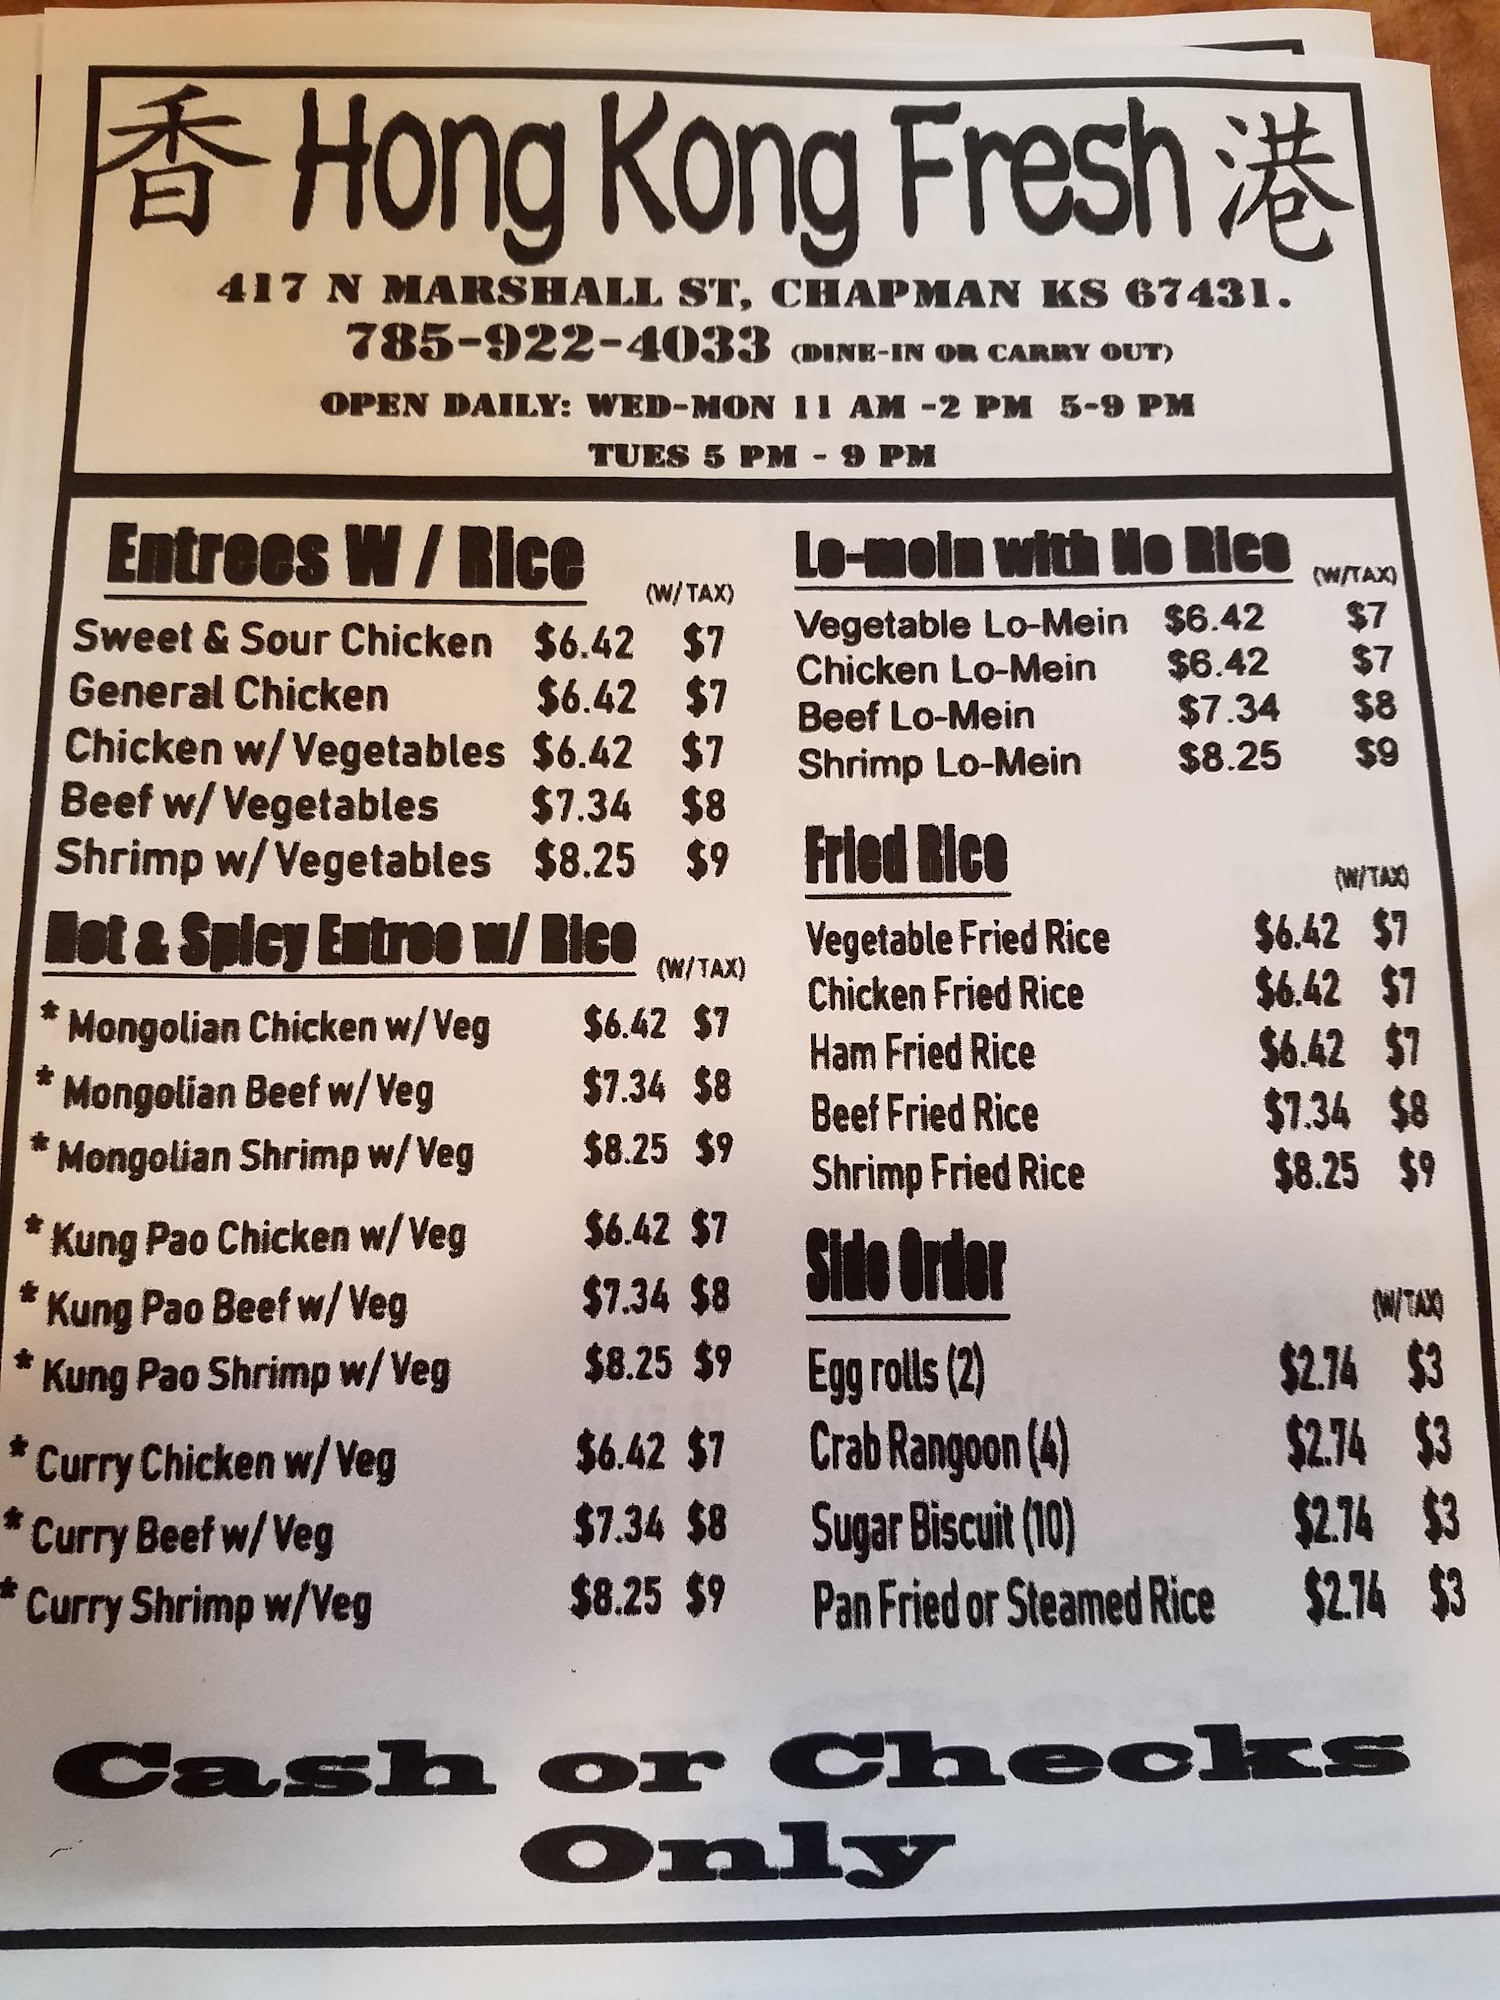 香 Hong Kong Fresh 港
417 N MARSHALL ST, CHAPMAN KS 67431.
785-922-4033 (DINE-IN OR CARRY OUT)
OPEN DAILY: WED-MON 11 AM -2 PM 5-9 PM
TUES 5 PM - 9 PM
Entrees W / Rice (W/ TAX)
Sweet & Sour Chicken $6.42 $7
General Chicken $6.42 $7
Chicken w/ Vegetables $6.42 $7
Beef w/ Vegetables $7.34 $8
Shrimp w/ Vegetables $8.25 $9
Hot & Spicy Entree w/ Rice (W/ TAX)
* Mongolian Chicken w/ Veg $6.42 $7
* Mongolian Beef w/ Veg $7.34 $8
* Mongolian Shrimp w/ Veg $8.25 $9
* Kung Pao Chicken w/ Veg $6.42 $7
* Kung Pao Beef w/ Veg $7.34 $8
* Kung Pao Shrimp w/ Veg $8.25 $9
* Curry Chicken w/ Veg $6.42 $7
* Curry Beef w/ Veg $7.34 $8
* Curry Shrimp w/Veg $8.25 $9
Lo-mein with No Rice (W/TAX)
Vegetable Lo-Mein $6.42 $7
Chicken Lo-Mein $6.42 $7
Beef Lo-Mein $7.34 $8
Shrimp Lo-Mein $8.25 $9
Fried Rice (W/TAX)
Vegetable Fried Rice $6.42 $7
Chicken Fried Rice $6.42 $7
Ham Fried Rice $6.42 $7
Beef Fried Rice $7.34 $8
Shrimp Fried Rice $8.25 $9
Side Order (W/TAX)
Egg rolls (2) $2.74 $3
Crab Rangoon (4) $2.74 $3
Sugar Biscuit (10) $2.74 $3
Pan Fried or Steamed Rice $2.74 $3
Cash or Checks
Only